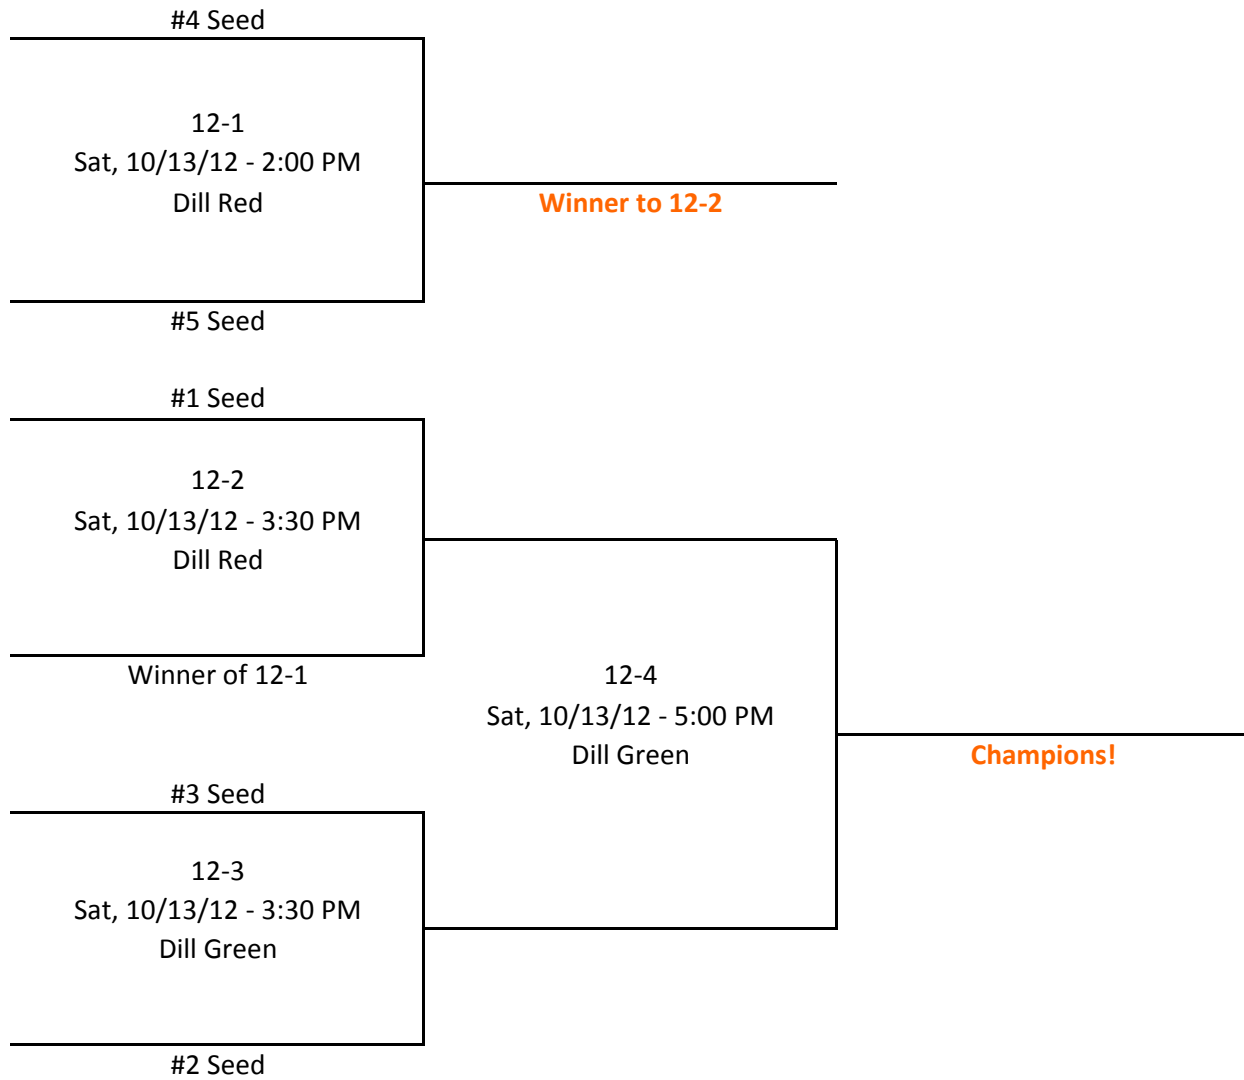 #4 Seed
12-1
Sat, 10/13/12 - 2:00 PM
Dill Red
Winner to 12-2
#5 Seed
#1 Seed
12-2
Sat, 10/13/12 - 3:30 PM
Dill Red
Winner of 12-1
12-4
Sat, 10/13/12 - 5:00 PM
Dill Green
Champions!
#3 Seed
12-3
Sat, 10/13/12 - 3:30 PM
Dill Green
#2 Seed